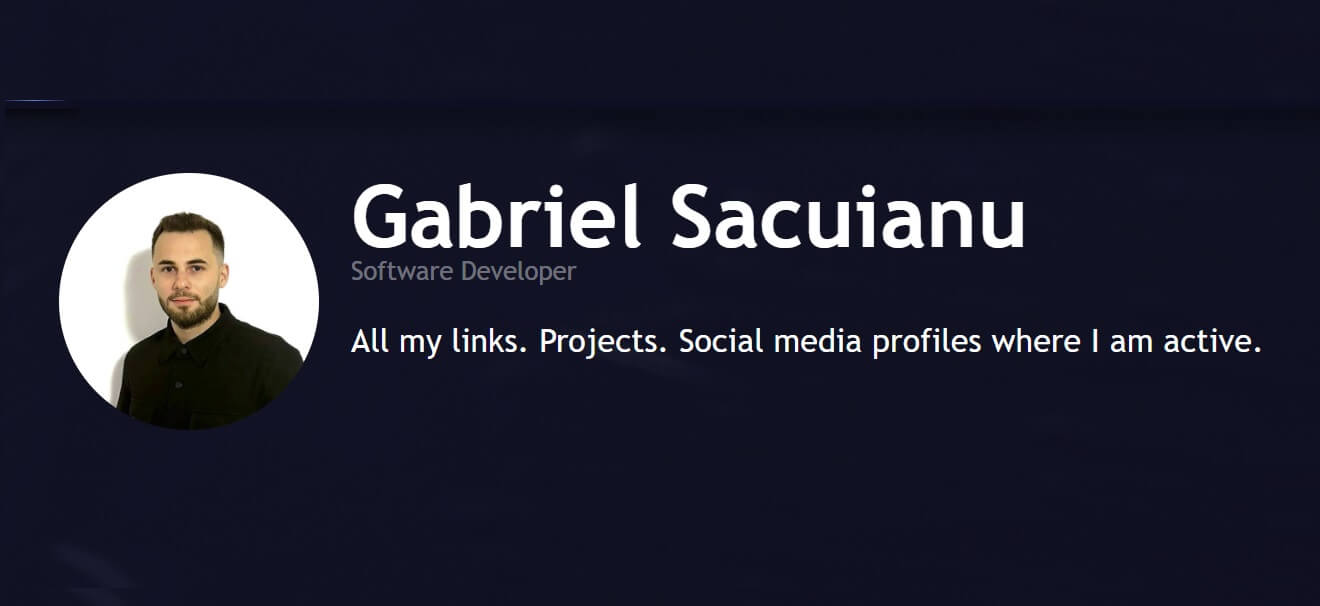 Gabriel Sacuianu
Software Developer
All my links. Projects. Social media profiles where I am active.